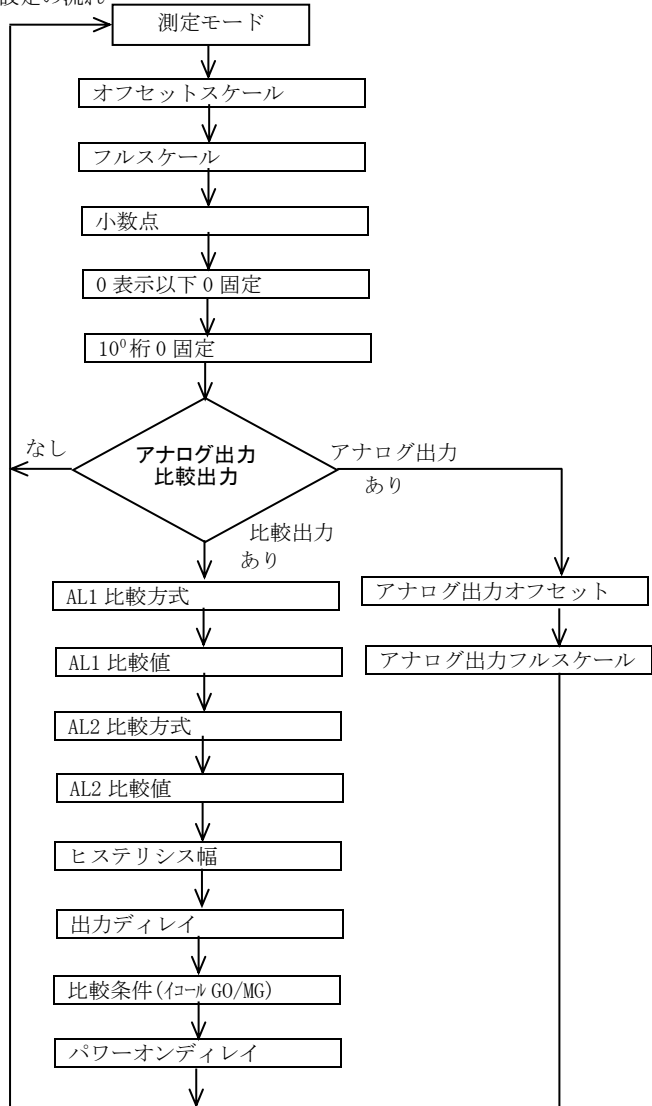 設定の流れ
測定モード
オフセットスケール
フルスケール
小数点
0 表示以下 0 固定
10⁰桁 0 固定
アナログ出力
比較出力
なし
アナログ出力
あり
比較出力
あり
AL1 比較方式
AL1 比較値
AL2 比較方式
AL2 比較値
ヒステリシス幅
出力ディレイ
比較条件(ｲｺｰﾙ GO/MG)
パワーオンディレイ
アナログ出力オフセット
アナログ出力フルスケール